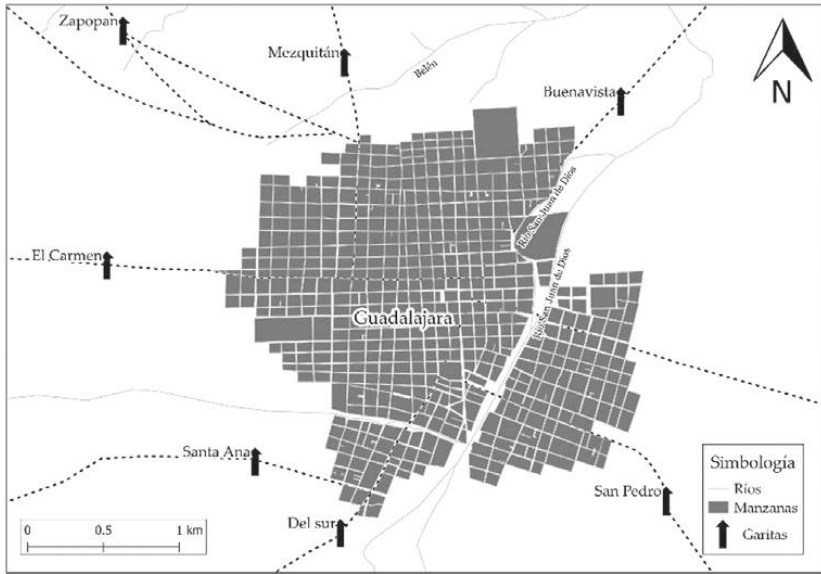 Zapopan
Mezquitán
Belén
Buenavista
N
Río San Juan de Dios
El Carmen
Río San Juan de Dios
Guadalajara
Santa Ana
Del sur
San Pedro
Simbología
Ríos
Manzanas
Garitas
0 0.5 1 km